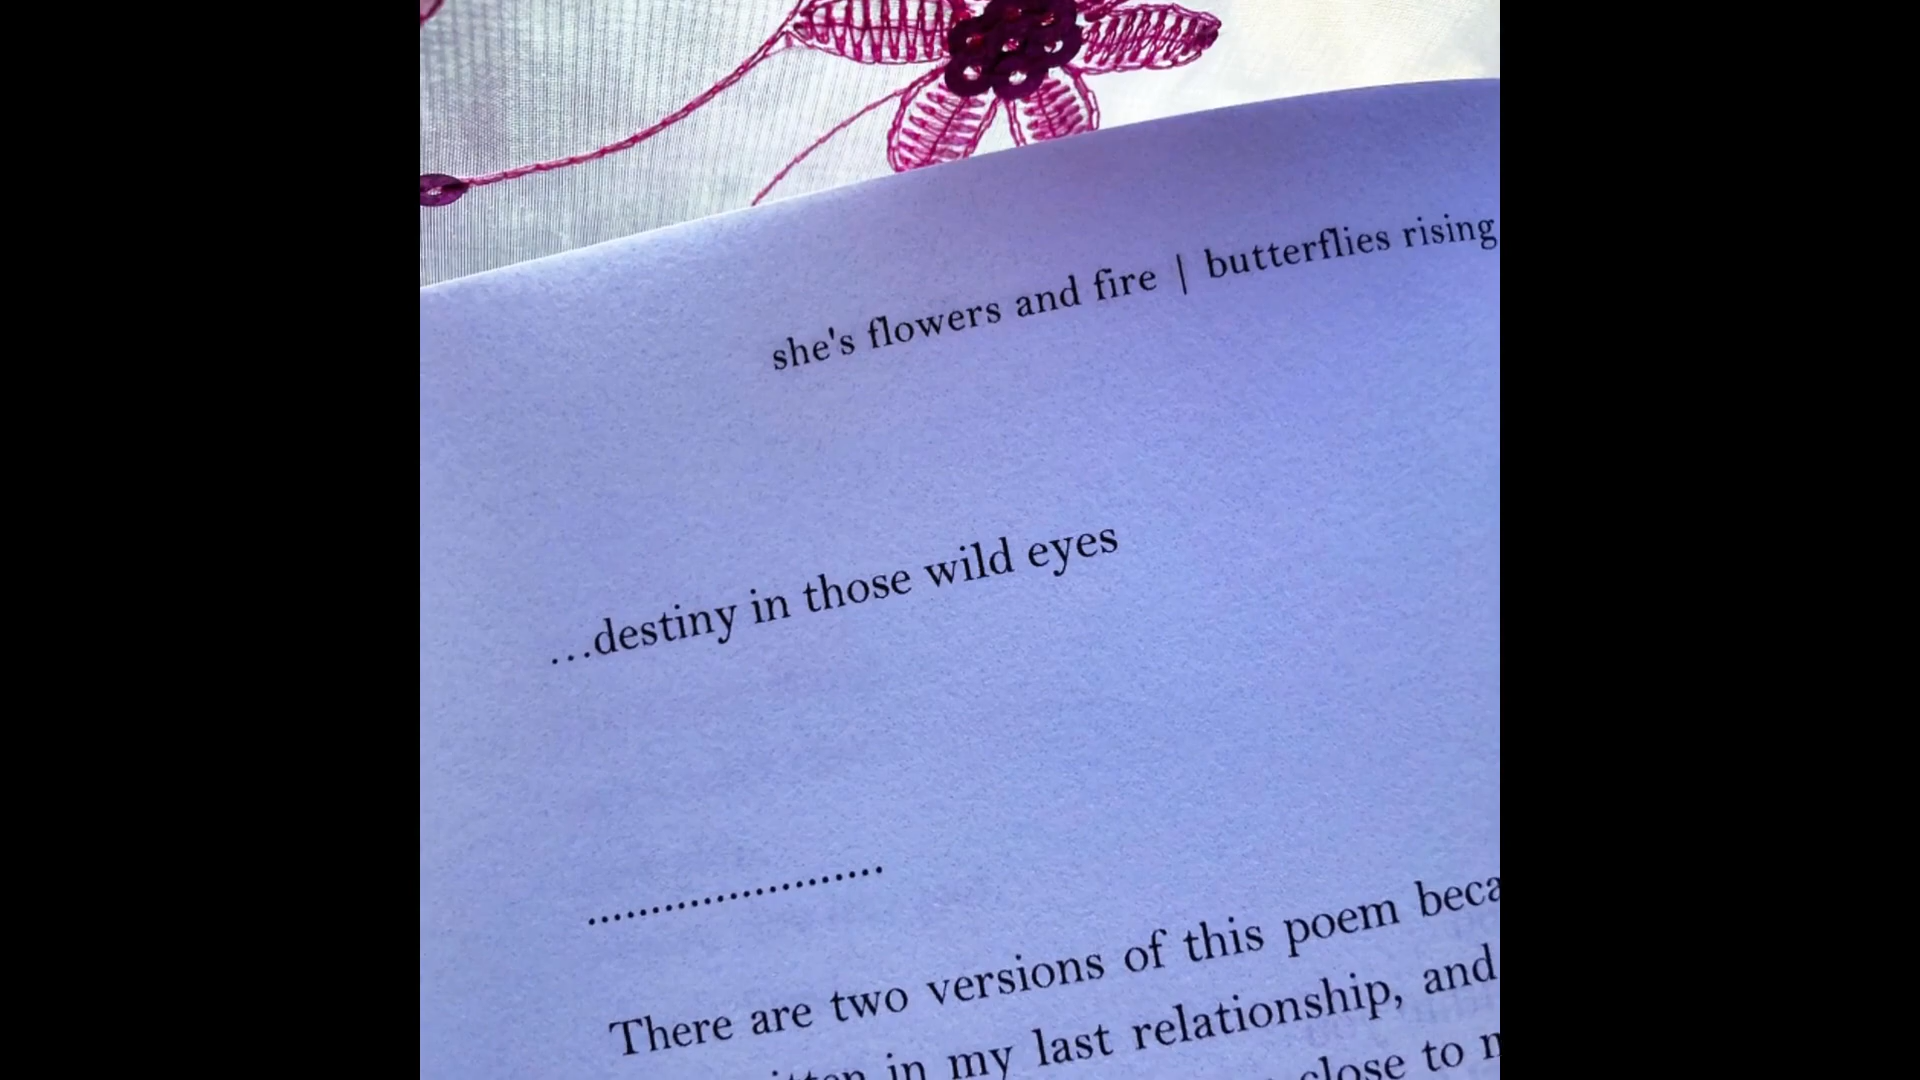 she's flowers and fire | butterflies rising
...destiny in those wild eyes
.......................
There are two versions of this poem beca
in my last relationship, and
close to